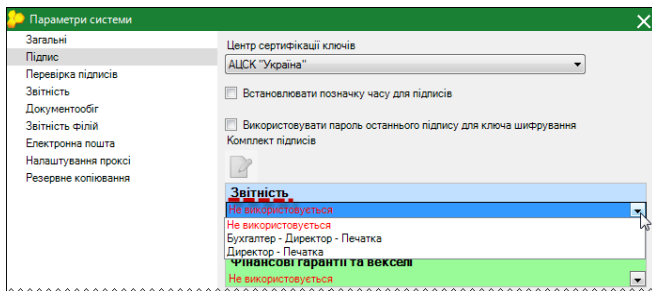 Параметри системи
Загальні
Підпис
Перевірка підписів
Звітність
Документообіг
Звітність філій
Електронна пошта
Налаштування проксі
Резервне копіювання
Центр сертифікації ключів
АЦСК "Україна"
Встановлювати позначку часу для підписів
Використовувати пароль останнього підпису для ключа шифрування
Комплект підписів
Звітність
Не використовується
Не використовується
Бухгалтер - Директор - Печатка
Директор - Печатка
Фінансові гарантії та векселі
Не використовується